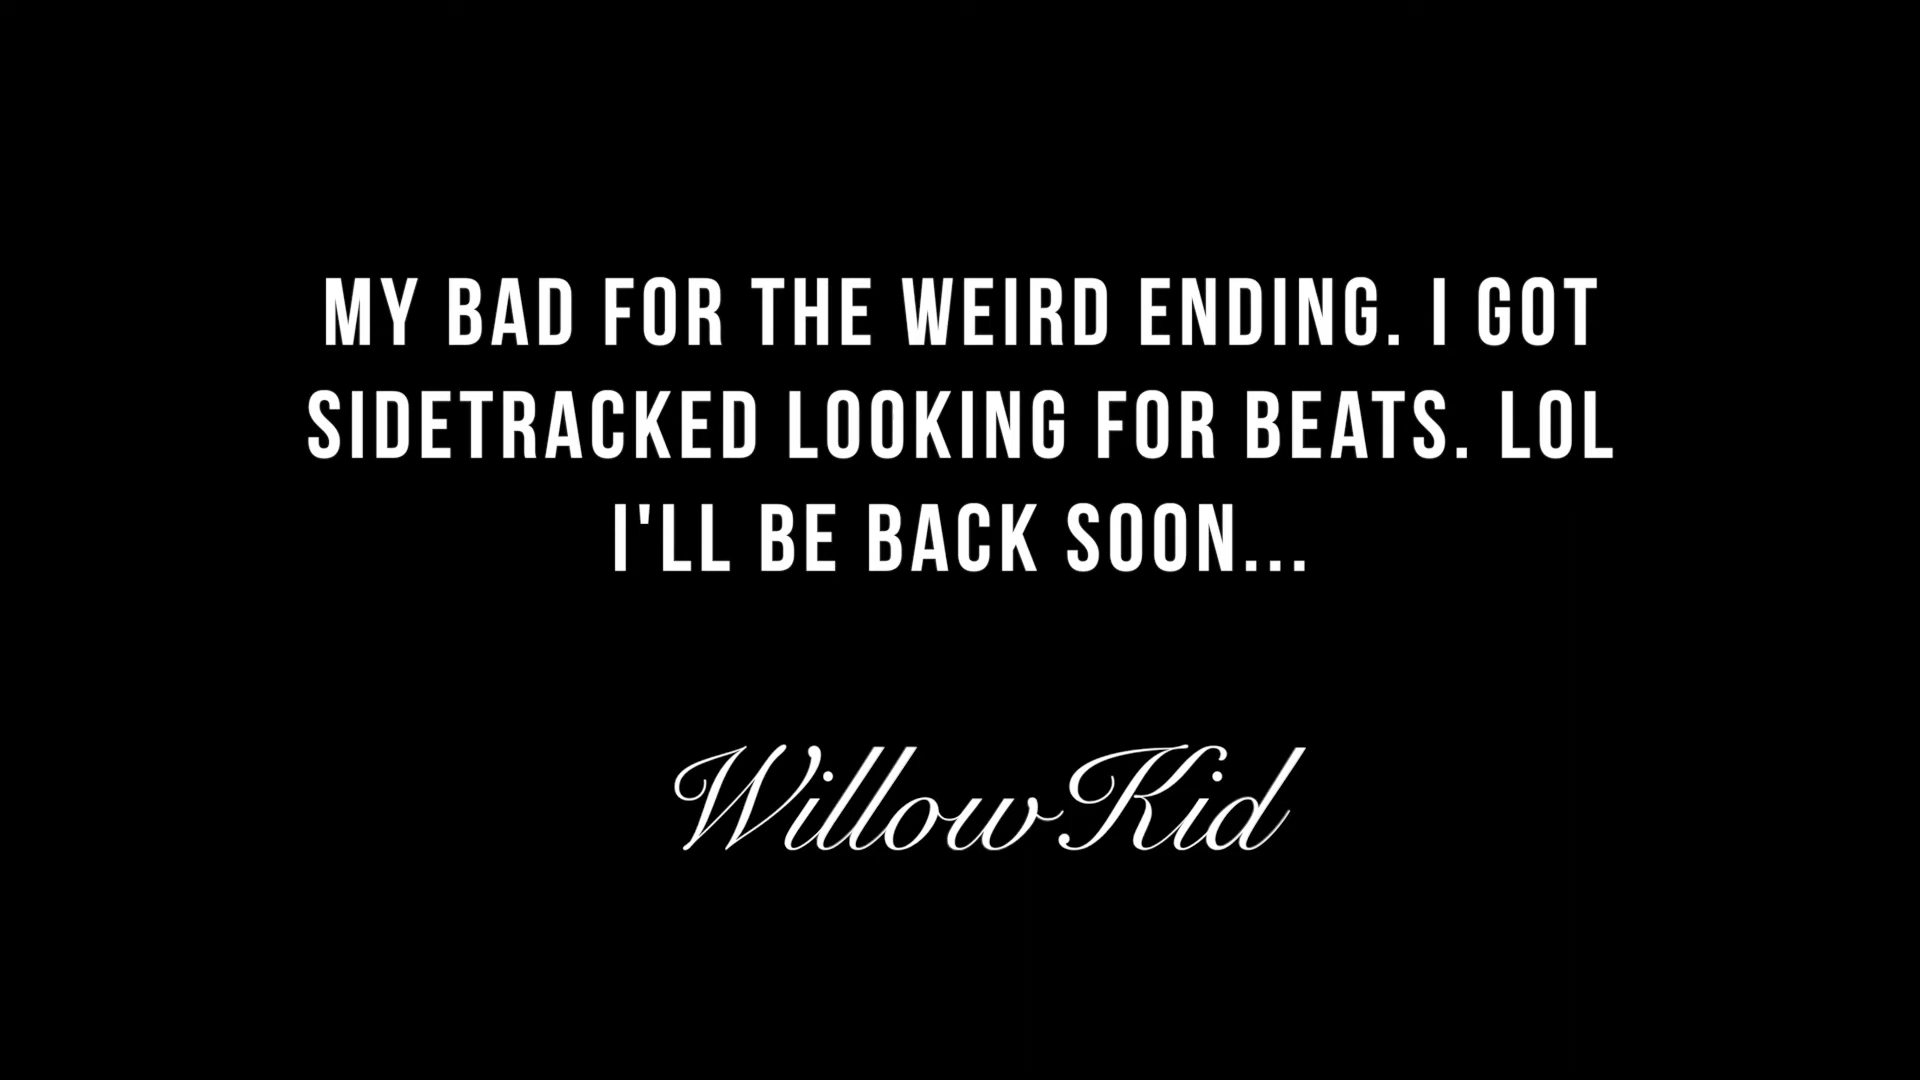 MY BAD FOR THE WEIRD ENDING. I GOT
SIDETRACKED LOOKING FOR BEATS. LOL
I'LL BE BACK SOON...
WillowKid